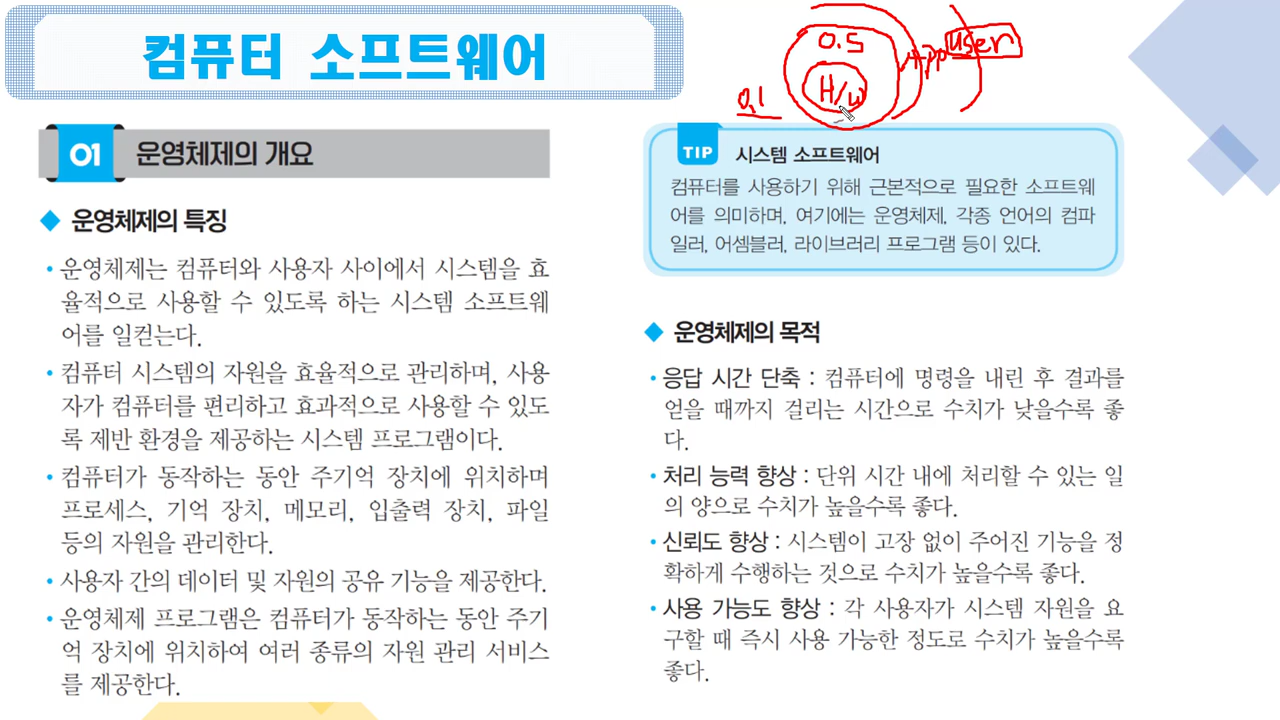 컴퓨터 소프트웨어
0.5
H/w
App
user
0,1
01 운영체제의 개요
운영체제의 특징
• 운영체제는 컴퓨터와 사용자 사이에서 시스템을 효
율적으로 사용할 수 있도록 하는 시스템 소프트웨
어를 일컫는다.
• 컴퓨터 시스템의 자원을 효율적으로 관리하며, 사용
자가 컴퓨터를 편리하고 효과적으로 사용할 수 있도
록 제반 환경을 제공하는 시스템 프로그램이다.
• 컴퓨터가 동작하는 동안 주기억 장치에 위치하며
프로세스, 기억 장치, 메모리, 입출력 장치, 파일
등의 자원을 관리한다.
• 사용자 간의 데이터 및 자원의 공유 기능을 제공한다.
• 운영체제 프로그램은 컴퓨터가 동작하는 동안 주기
억 장치에 위치하여 여러 종류의 자원 관리 서비스
를 제공한다.
TIP 시스템 소프트웨어
컴퓨터를 사용하기 위해 근본적으로 필요한 소프트웨
어를 의미하며, 여기에는 운영체제, 각종 언어의 컴파
일러, 어셈블러, 라이브러리 프로그램 등이 있다.
운영체제의 목적
• 응답 시간 단축 : 컴퓨터에 명령을 내린 후 결과를
얻을 때까지 걸리는 시간으로 수치가 낮을수록 좋
다.
• 처리 능력 향상 : 단위 시간 내에 처리할 수 있는 일
의 양으로 수치가 높을수록 좋다.
• 신뢰도 향상 : 시스템이 고장 없이 주어진 기능을 정
확하게 수행하는 것으로 수치가 높을수록 좋다.
• 사용 가능도 향상 : 각 사용자가 시스템 자원을 요
구할 때 즉시 사용 가능한 정도로 수치가 높을수록
좋다.